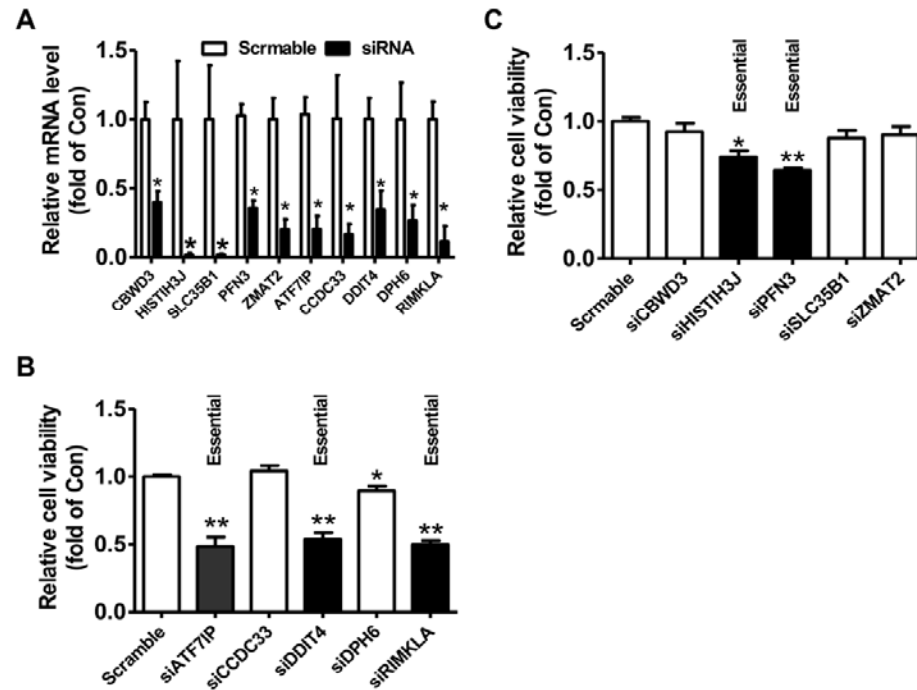 A
Relative mRNA level
(fold of Con)
1.5
1.0
0.5
0.0
Scrmable
siRNA
* * * * * * * * * *
CBWD3
HISTIH3J
SLC35B1
PFN3
ZMAT2
ATF7IP
CCDC33
DDIT4
DPH6
RIMKLA
C
Relative cell viability
(fold of Con)
1.5
1.0
0.5
0.0
Essential
Essential
*
**
Scrmable
siCBWD3
siHISTIH3J
siPFN3
siSLC35B1
siZMAT2
B
Relative cell viability
(fold of Con)
1.5
1.0
0.5
0.0
Essential
Essential
Essential
**
**
*
**
Scramble
siATF7IP
siCCDC33
siDDIT4
siDPH6
siRIMKLA